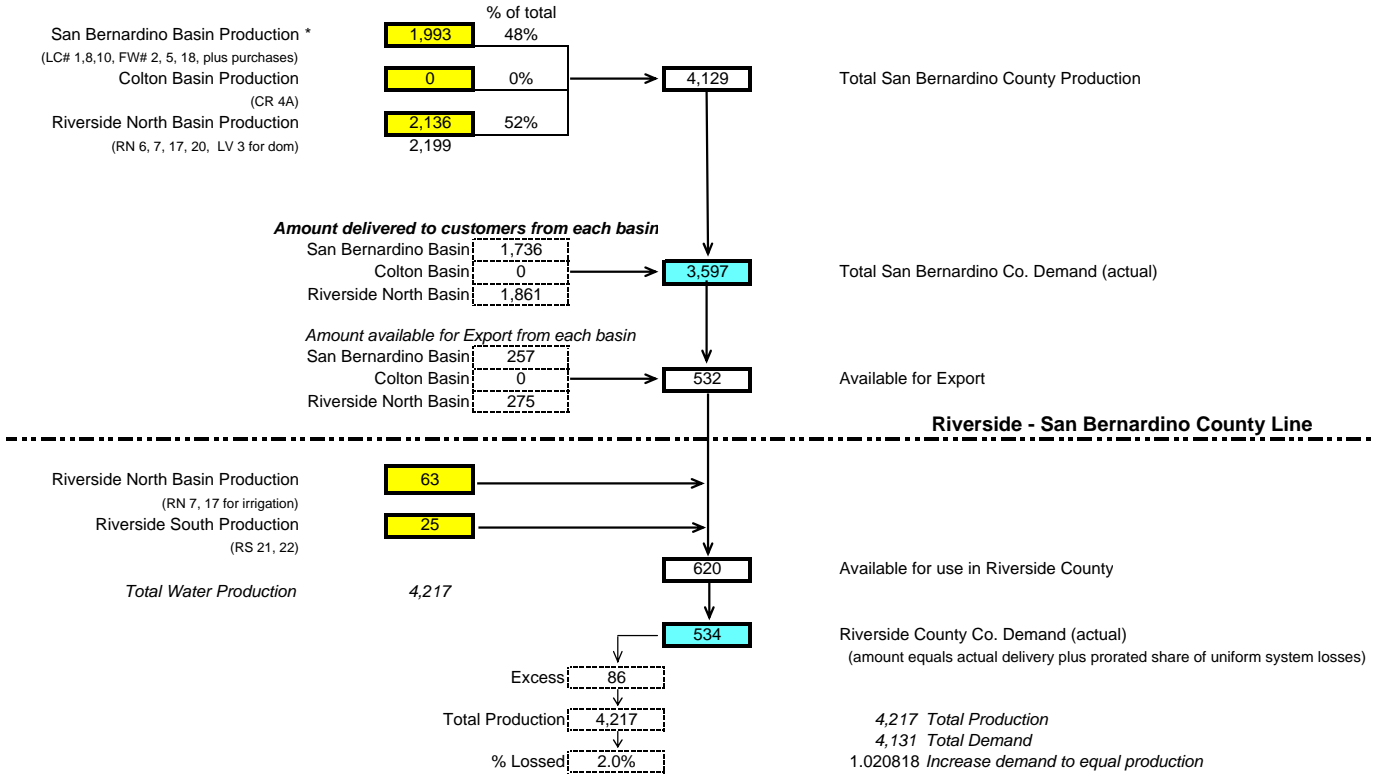 % of total
San Bernardino Basin Production * 1,993 48%
(LC# 1,8,10, FW# 2, 5, 18, plus purchases)
Colton Basin Production 0 0% 4,129 Total San Bernardino County Production
(CR 4A)
Riverside North Basin Production 2,136 52%
(RN 6, 7, 17, 20, LV 3 for dom) 2,199
Amount delivered to customers from each basin
San Bernardino Basin 1,736
Colton Basin 0 3,597 Total San Bernardino Co. Demand (actual)
Riverside North Basin 1,861
Amount available for Export from each basin
San Bernardino Basin 257
Colton Basin 0 532 Available for Export
Riverside North Basin 275
Riverside - San Bernardino County Line
Riverside North Basin Production 63
(RN 7, 17 for irrigation)
Riverside South Production 25
(RS 21, 22)
620 Available for use in Riverside County
Total Water Production 4,217
534 Riverside County Co. Demand (actual)
(amount equals actual delivery plus prorated share of uniform system losses)
Excess 86
Total Production 4,217 4,217 Total Production
4,131 Total Demand
% Lossed 2.0% 1.020818 Increase demand to equal production